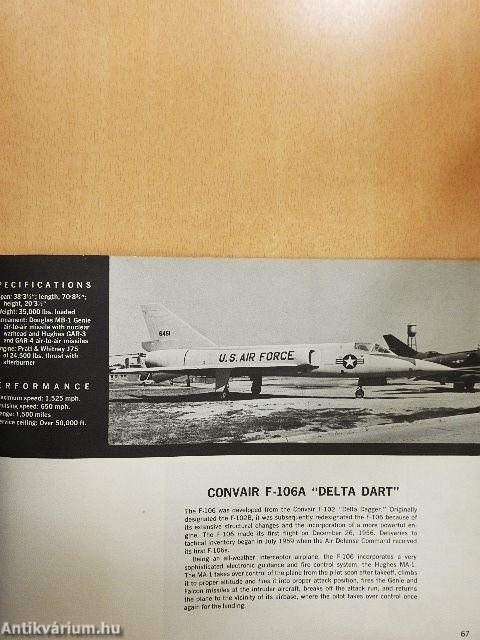 PECIFICATIONS
pan: 38'3½"; length, 70'8¾";
height, 20'3½"
Weight: 35,000 lbs. loaded
rmament: Douglas MB-1 Genie
air-to-air missile with nuclear
warhead and Hughes GAR-3
and GAR-4 air-to-air missiles
ngine: Pratt & Whitney J75
of 24,500 lbs. thrust with
afterburner
ERFORMANCE
aximum speed: 1,525 mph.
ruising speed: 650 mph.
ange: 1,500 miles
ervice ceiling: Over 50,000 ft.
U.S. AIR FORCE
CONVAIR F-106A "DELTA DART"
The F-106 was developed from the Convair F-102 "Delta Dagger." Originally
designated the F-102B, it was subsequently redesignated the F-106 because of
its extensive structural changes and the incorporation of a more powerful en-
gine. The F-106 made its first flight on December 26, 1956. Deliveries to
tactical inventory began in July 1959 when the Air Defense Command received
its first F-106s.
Being an all-weather interceptor airplane, the F-106 incorporates a very
sophisticated electronic guidance and fire control system, the Hughes MA-1.
The MA-1 takes over control of the plane from the pilot soon after takeoff, climbs
it to proper altitude and flies it into proper attack position, fires the Genie and
Falcon missiles at the intruder aircraft, breaks off the attack run, and returns
the plane to the vicinity of its airbase, where the pilot takes over control once
again for the landing.
67
Antikvárium.hu